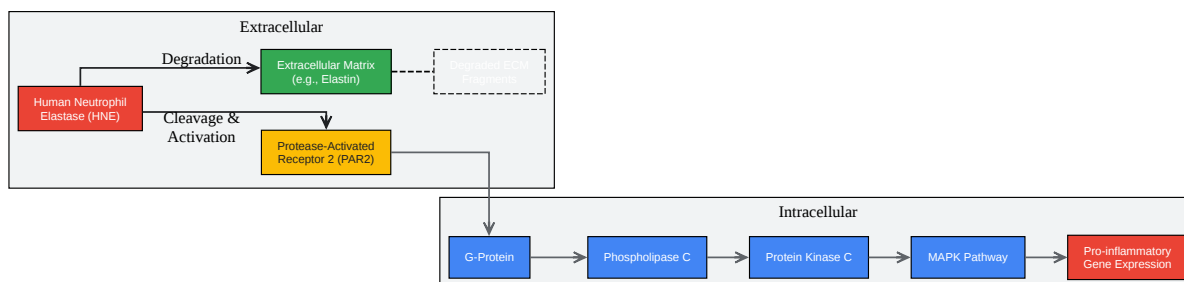 Extracellular
Degradation
Extracellular Matrix
(e.g., Elastin)
Degraded ECM
Fragments
Human Neutrophil
Elastase (HNE)
Cleavage &
Activation
Protease-Activated
Receptor 2 (PAR2)
Intracellular
G-Protein
Phospholipase C
Protein Kinase C
MAPK Pathway
Pro-inflammatory
Gene Expression